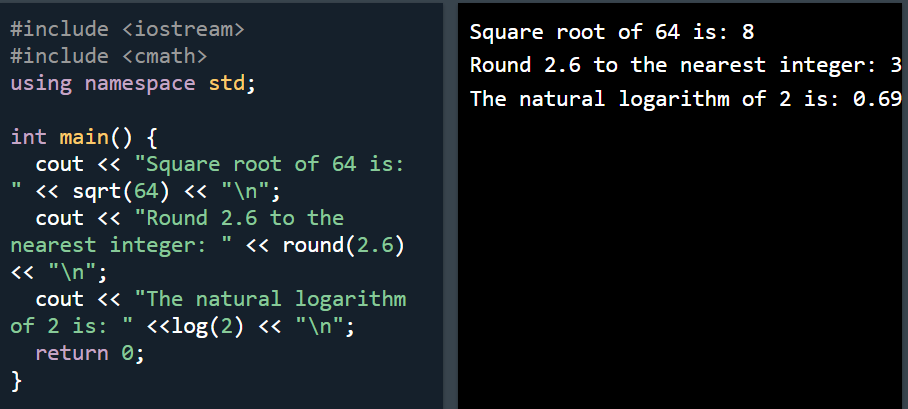 #include <iostream>
#include <cmath>
using namespace std;

int main() {
  cout << "Square root of 64 is:
" << sqrt(64) << "\n";
  cout << "Round 2.6 to the
nearest integer: " << round(2.6)
<< "\n";
  cout << "The natural logarithm
of 2 is: " <<log(2) << "\n";
  return 0;
}
Square root of 64 is: 8
Round 2.6 to the nearest integer: 3
The natural logarithm of 2 is: 0.69